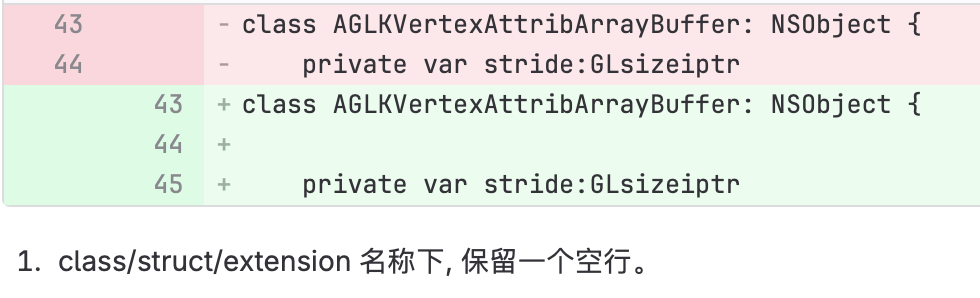 43 - class AGLKVertexAttribArrayBuffer: NSObject {
44 -     private var stride:GLsizeiptr
43 + class AGLKVertexAttribArrayBuffer: NSObject {
44 +
45 +     private var stride:GLsizeiptr
1. class/struct/extension 名称下, 保留一个空行。